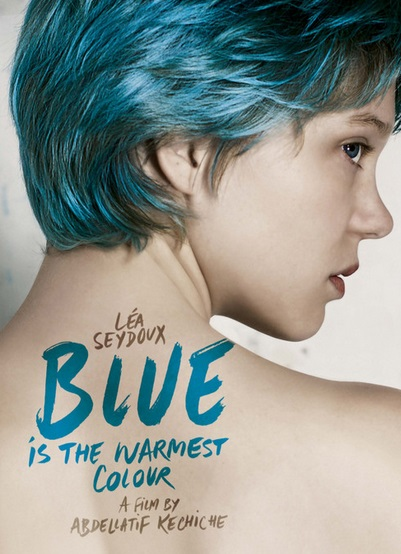 LÉA
SEYDOUX
BLUE
IS THE WARMEST
COLOUR
A FILM BY
ABDELLATIF KECHICHE